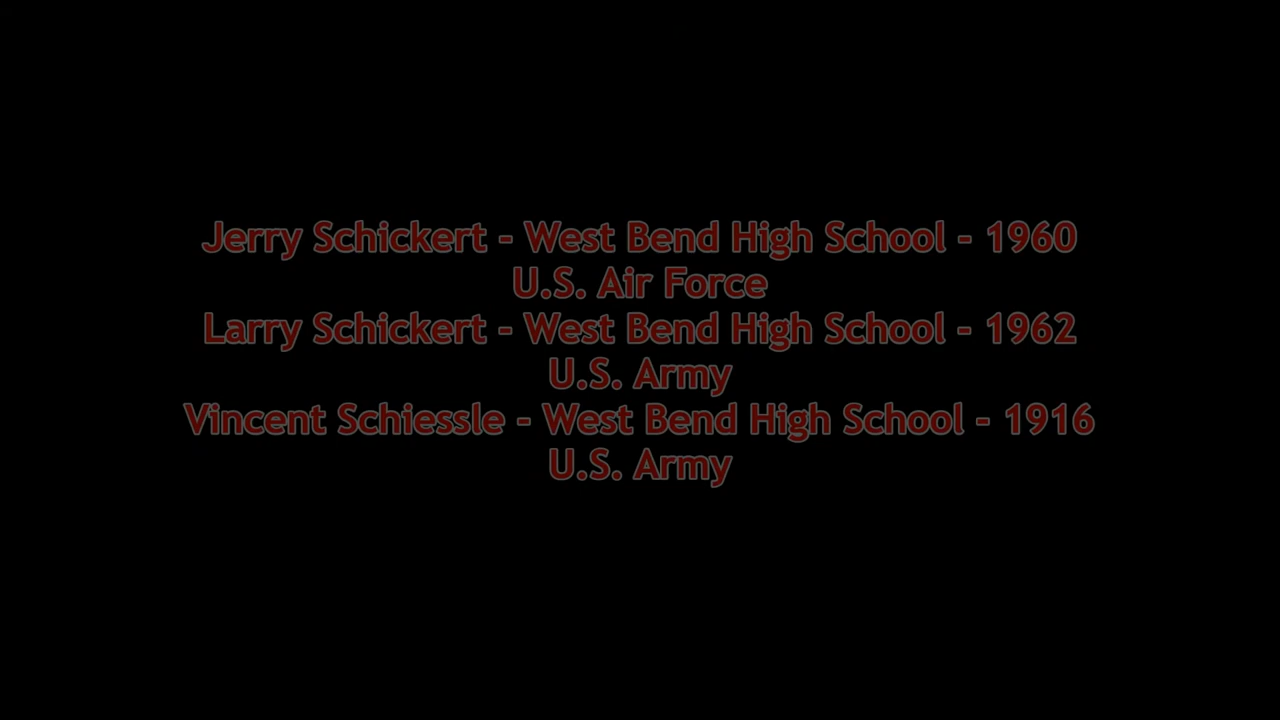 Jerry Schickert - West Bend High School - 1960
U.S. Air Force
Larry Schickert - West Bend High School - 1962
U.S. Army
Vincent Schiessle - West Bend High School - 1916
U.S. Army